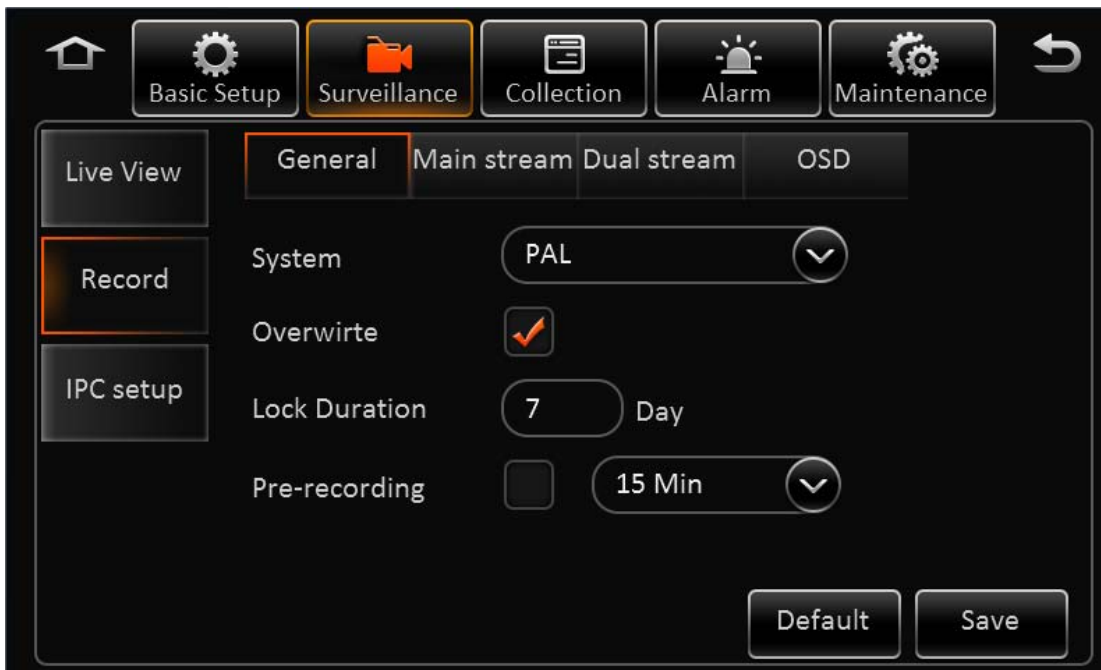 Basic Setup
Surveillance
Collection
Alarm
Maintenance
Live View
Record
IPC setup
General
Main stream
Dual stream
OSD
System
PAL
Overwirte
Lock Duration
7
Day
Pre-recording
15 Min
Default
Save